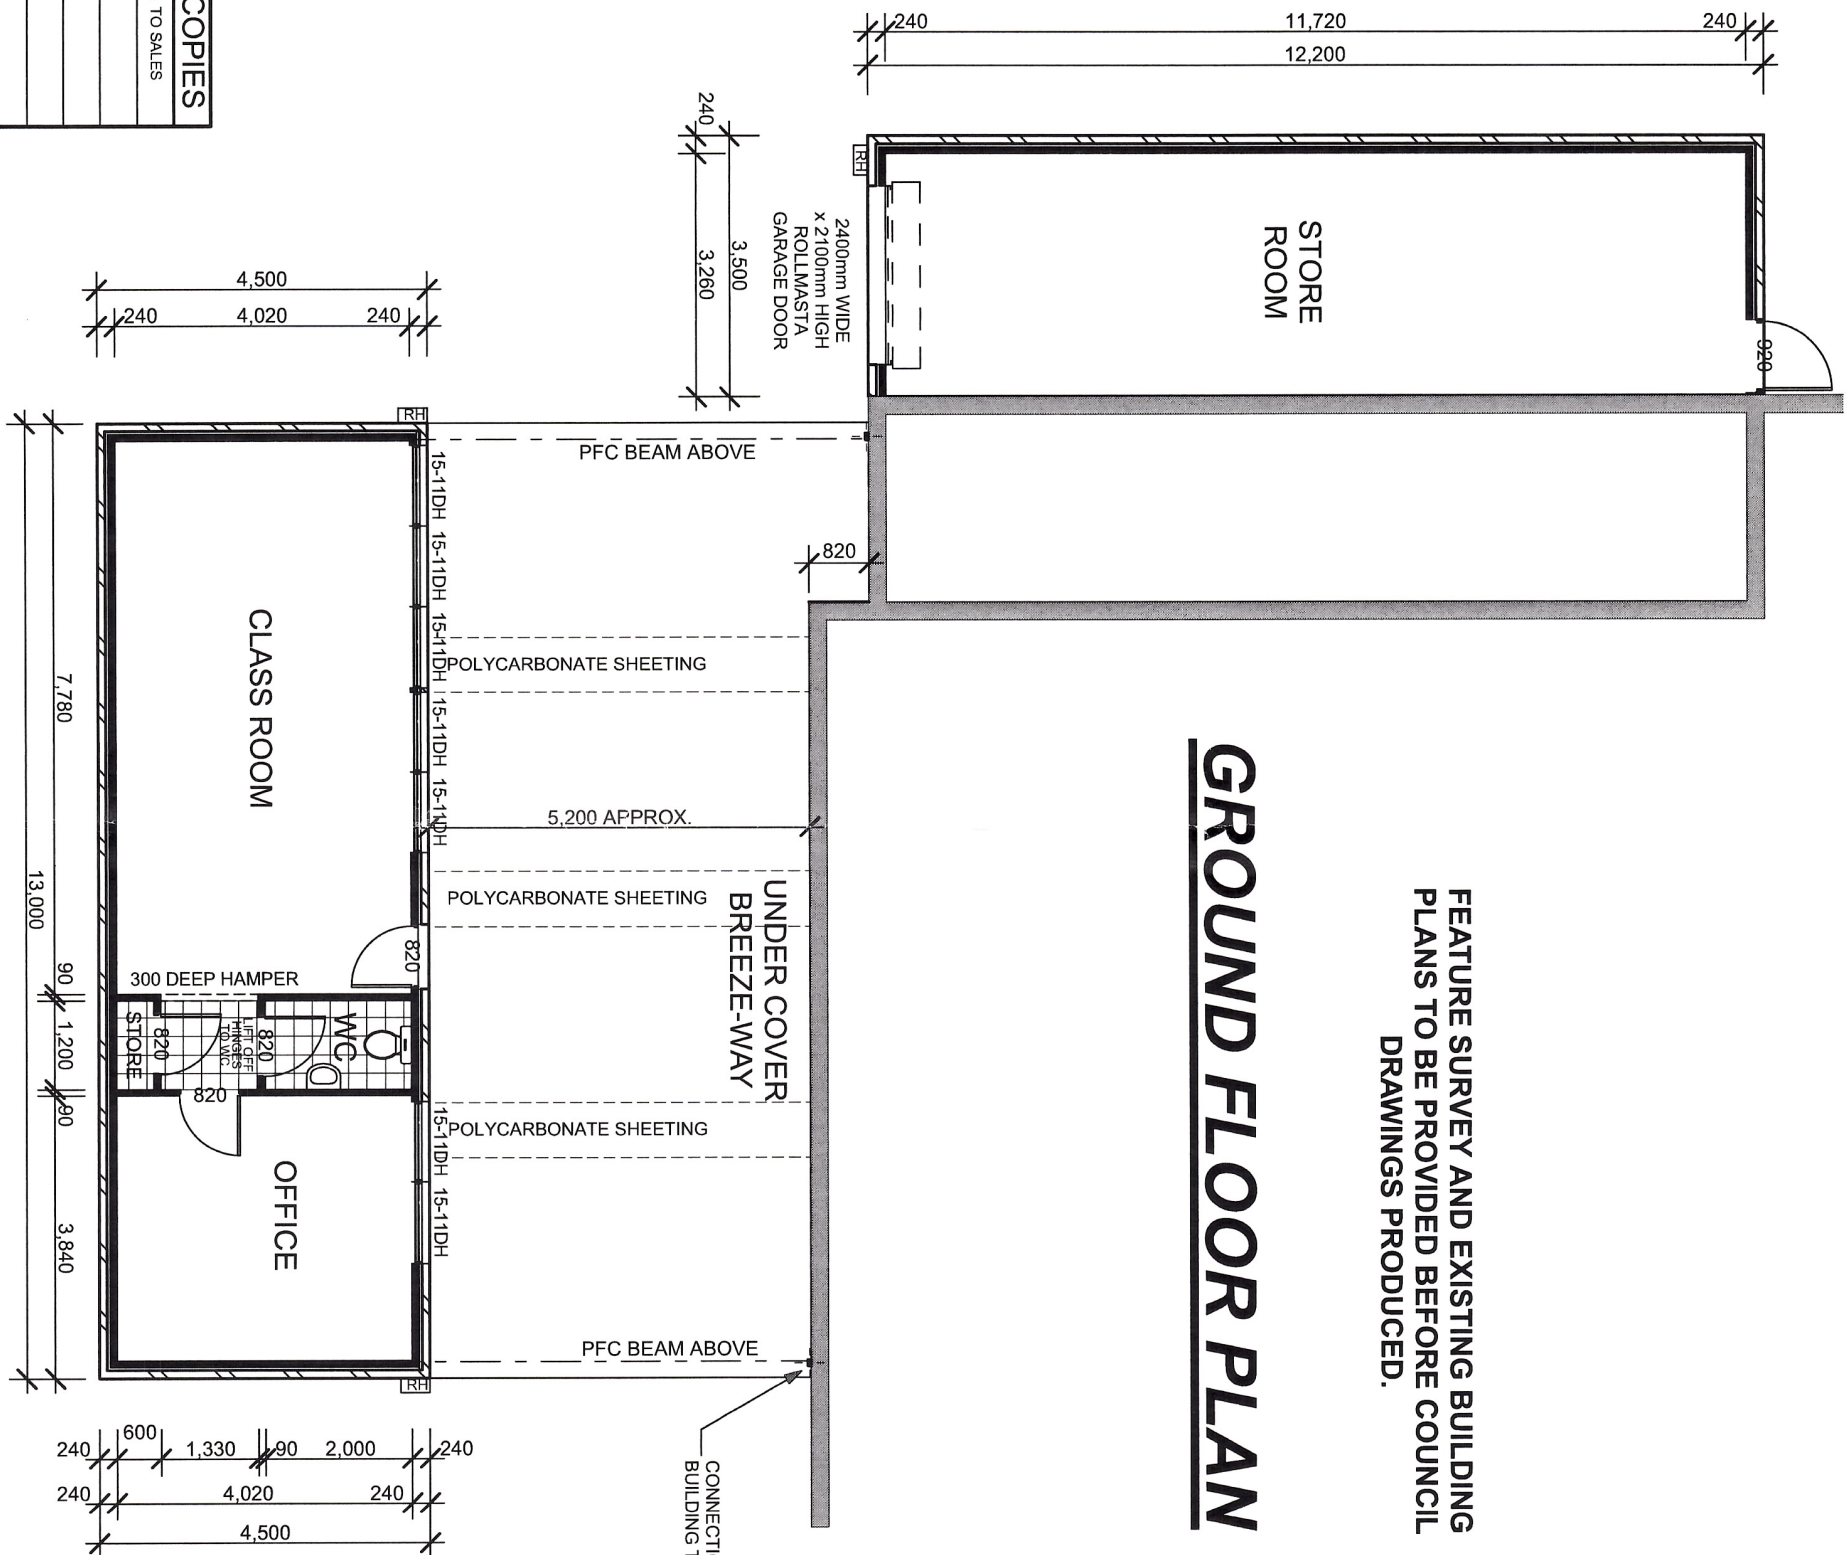 COPIES
TO SALES
240
11,720
240
12,200
240
3,500
3,260
2400mm WIDE
x 2100mm HIGH
ROLLMASTA
GARAGE DOOR
RH
STORE
ROOM
920
4,500
240
4,020
240
RH
PFC BEAM ABOVE
820
15-11DH
15-11DH
15-11DH
15-11DH
15-11DH
POLYCARBONATE SHEETING
CLASS ROOM
5,200 APPROX.
POLYCARBONATE SHEETING
UNDER COVER
BREEZE-WAY
820
300 DEEP HAMPER
STORE
820
LIFT OFF
HINGES
TO WC
820
WC
820
POLYCARBONATE SHEETING
15-11DH
15-11DH
OFFICE
PFC BEAM ABOVE
RH
7,780
90
1,200
90
3,840
13,000
240
600
1,330
90
2,000
240
240
4,020
240
4,500
CONNECTI
BUILDING T
GROUND FLOOR PLAN
FEATURE SURVEY AND EXISTING BUILDING
PLANS TO BE PROVIDED BEFORE COUNCIL
DRAWINGS PRODUCED.